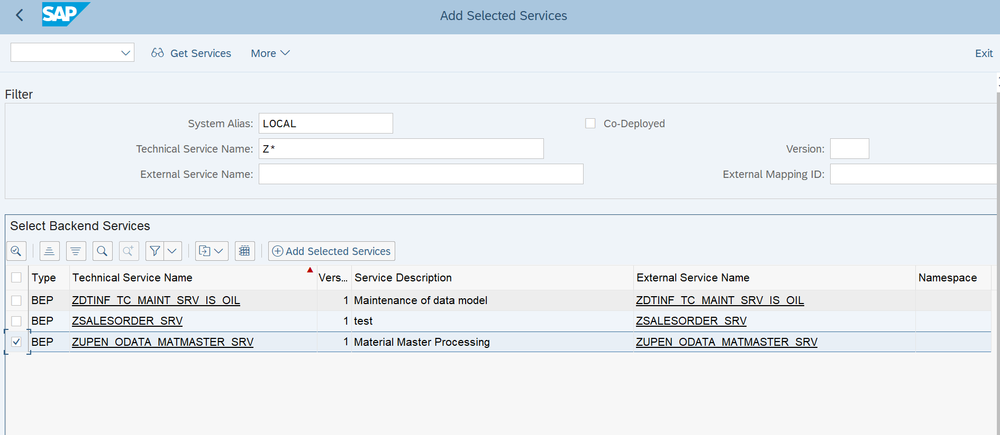 SAP Add Selected Services
Get Services More Exit
Filter
System Alias: LOCAL Co-Deployed
Technical Service Name: Z* Version:
External Service Name: External Mapping ID:
Select Backend Services
Add Selected Services
Type Technical Service Name Vers... Service Description External Service Name Namespace
BEP ZDTINF_TC_MAINT_SRV_IS_OIL 1 Maintenance of data model ZDTINF_TC_MAINT_SRV_IS_OIL
BEP ZSALESORDER_SRV 1 test ZSALESORDER_SRV
BEP ZUPEN_ODATA_MATMASTER_SRV 1 Material Master Processing ZUPEN_ODATA_MATMASTER_SRV